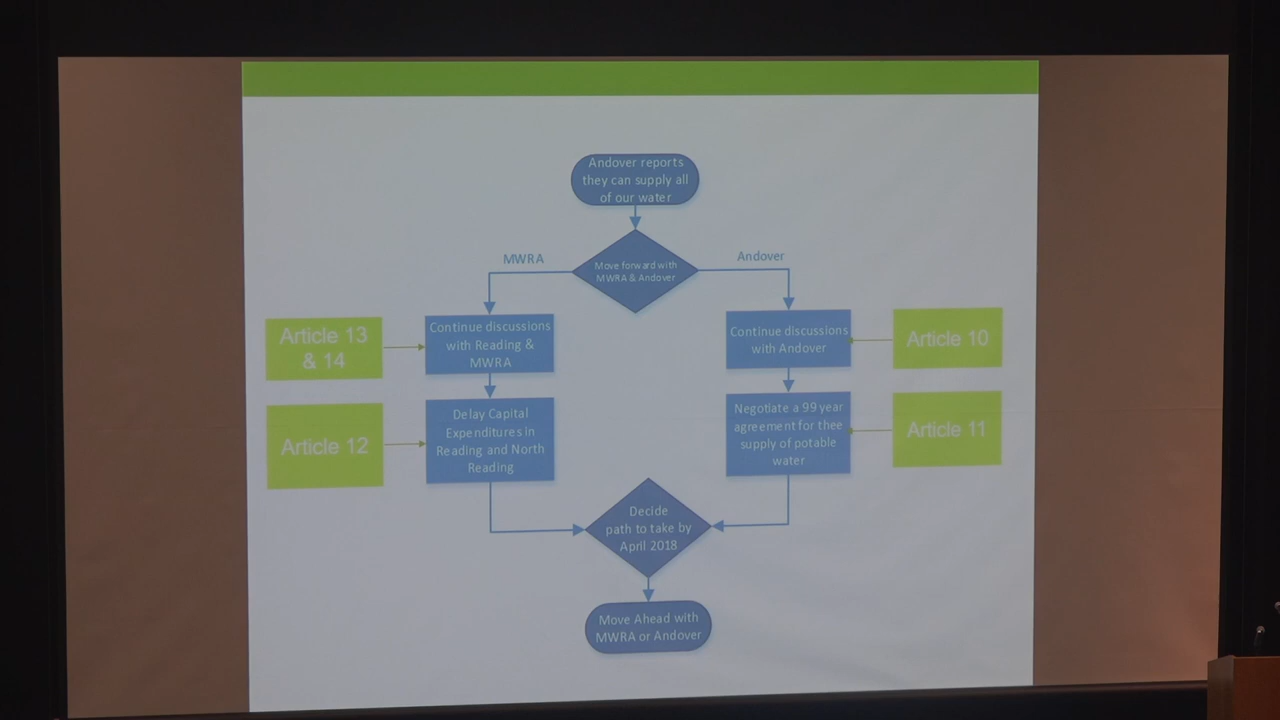 Andover reports
they can supply all
of our water
Move forward with
MWRA & Andover
MWRA
Andover
Article 13
& 14
Continue discussions
with Reading &
MWRA
Continue discussions
with Andover
Article 10
Article 12
Delay Capital
Expenditures in
Reading and North
Reading
Negotiate a 99 year
agreement for thee
supply of potable
water
Article 11
Decide
path to take by
April 2018
Move Ahead with
MWRA or Andover